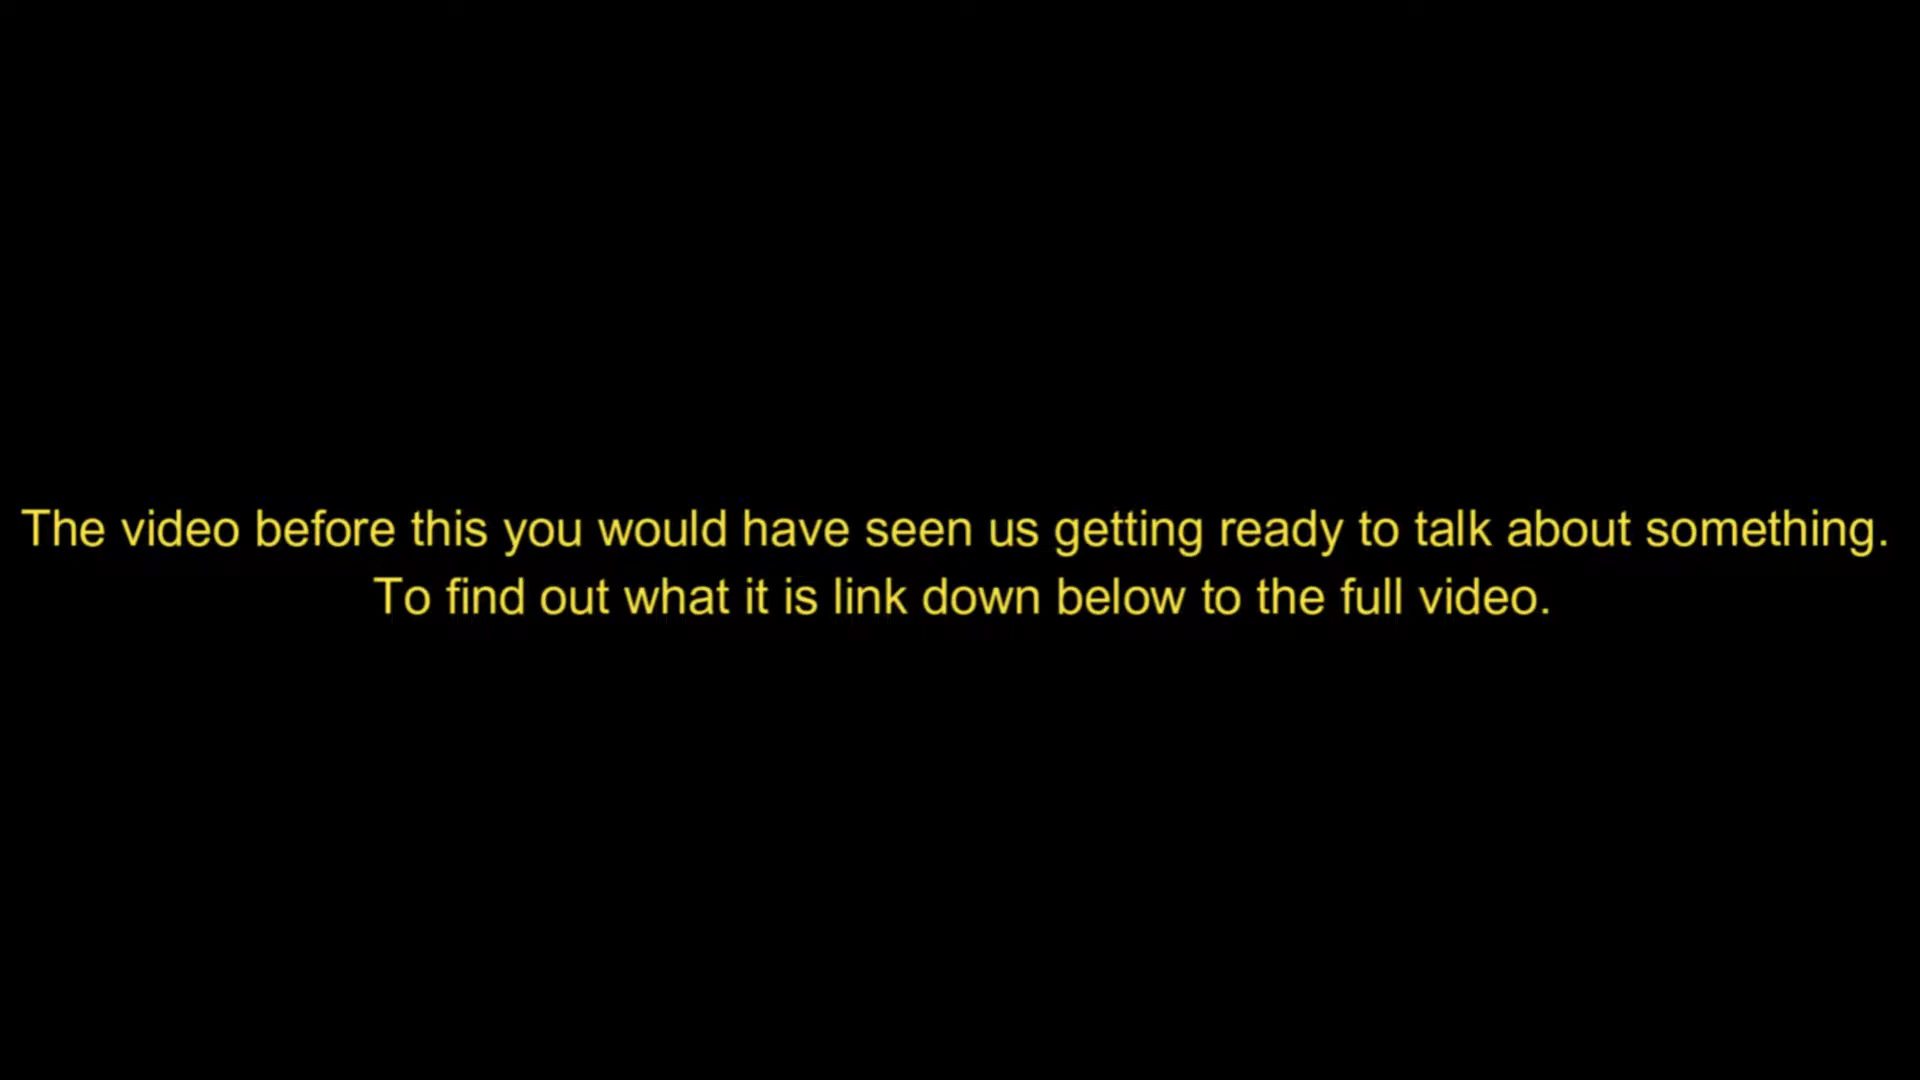 The video before this you would have seen us getting ready to talk about something.
To find out what it is link down below to the full video.